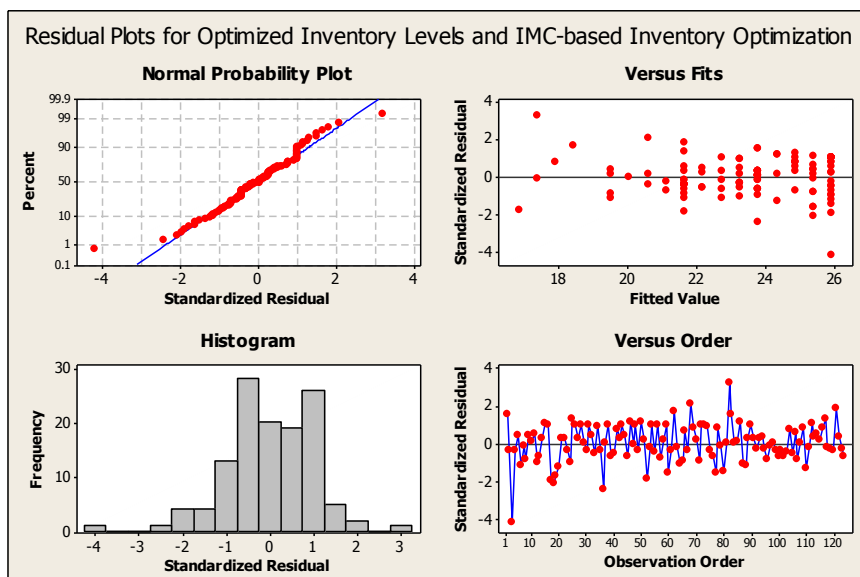 Residual Plots for Optimized Inventory Levels and IMC-based Inventory Optimization
Normal Probability Plot
99.9
99
90
50
10
1
0.1
Percent
-4 -2 0 2 4
Standardized Residual
Versus Fits
4
2
0
-2
-4
Standardized Residual
18 20 22 24 26
Fitted Value
Histogram
30
20
10
0
Frequency
-4 -3 -2 -1 0 1 2 3
Standardized Residual
Versus Order
4
2
0
-2
-4
Standardized Residual
1 10 20 30 40 50 60 70 80 90 100 110 120
Observation Order